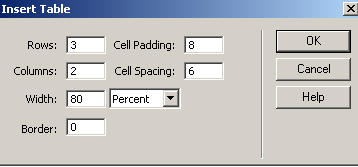 Insert Table
Rows: 3 Cell Padding: 8 OK
Columns: 2 Cell Spacing: 6 Cancel
Width: 80 Percent Help
Border: 0